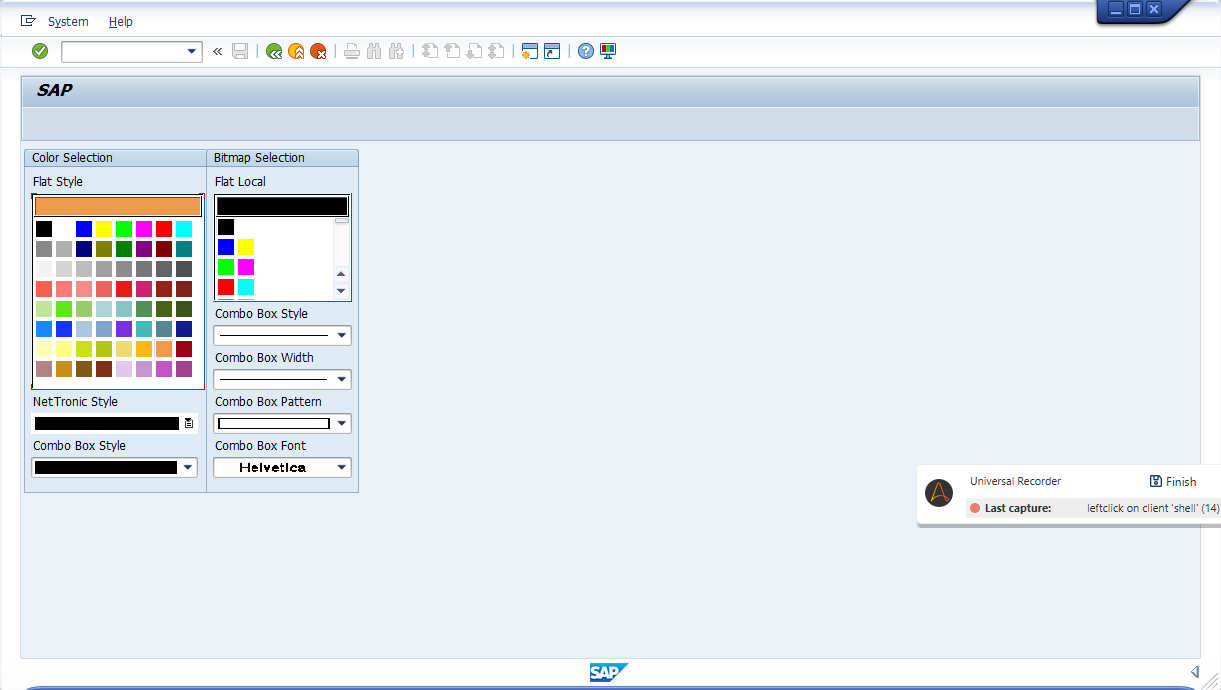 System Help
SAP
Color Selection
Bitmap Selection
Flat Style
Flat Local
Combo Box Style
Combo Box Width
NetTronic Style
Combo Box Pattern
Combo Box Style
Combo Box Font
Helvetica
Universal Recorder
Finish
Last capture: leftclick on client 'shell' (14)
SAP